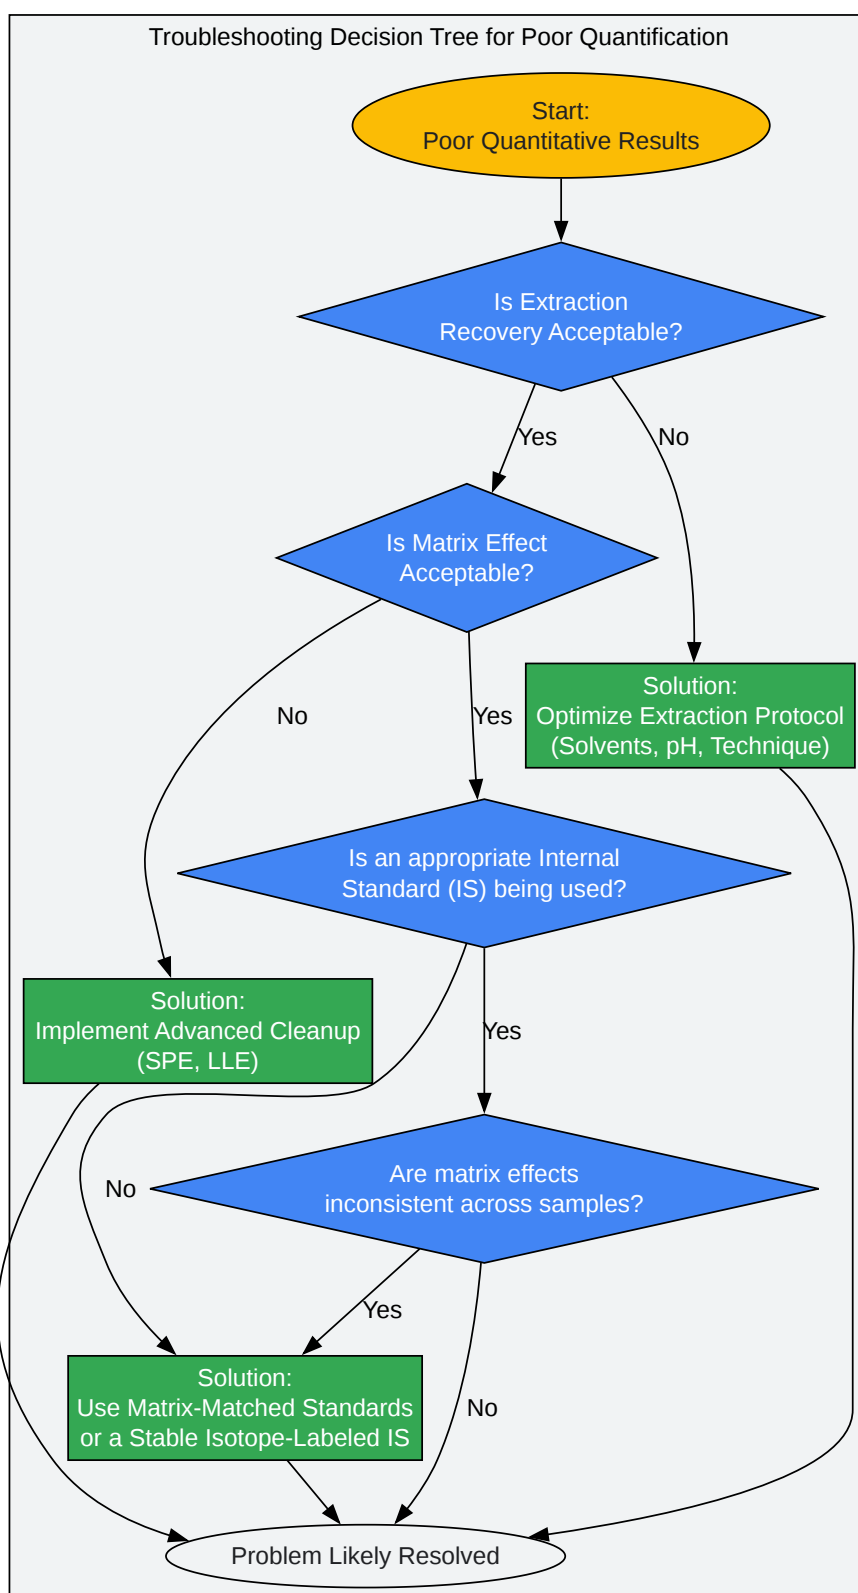 Troubleshooting Decision Tree for Poor Quantification
Start:
Poor Quantitative Results
Is Extraction
Recovery Acceptable?
Yes
No
Is Matrix Effect
Acceptable?
Solution:
Optimize Extraction Protocol
(Solvents, pH, Technique)
No
Yes
Is an appropriate Internal
Standard (IS) being used?
Solution:
Implement Advanced Cleanup
(SPE, LLE)
Yes
No
Are matrix effects
inconsistent across samples?
Yes
Solution:
Use Matrix-Matched Standards
or a Stable Isotope-Labeled IS
No
Problem Likely Resolved